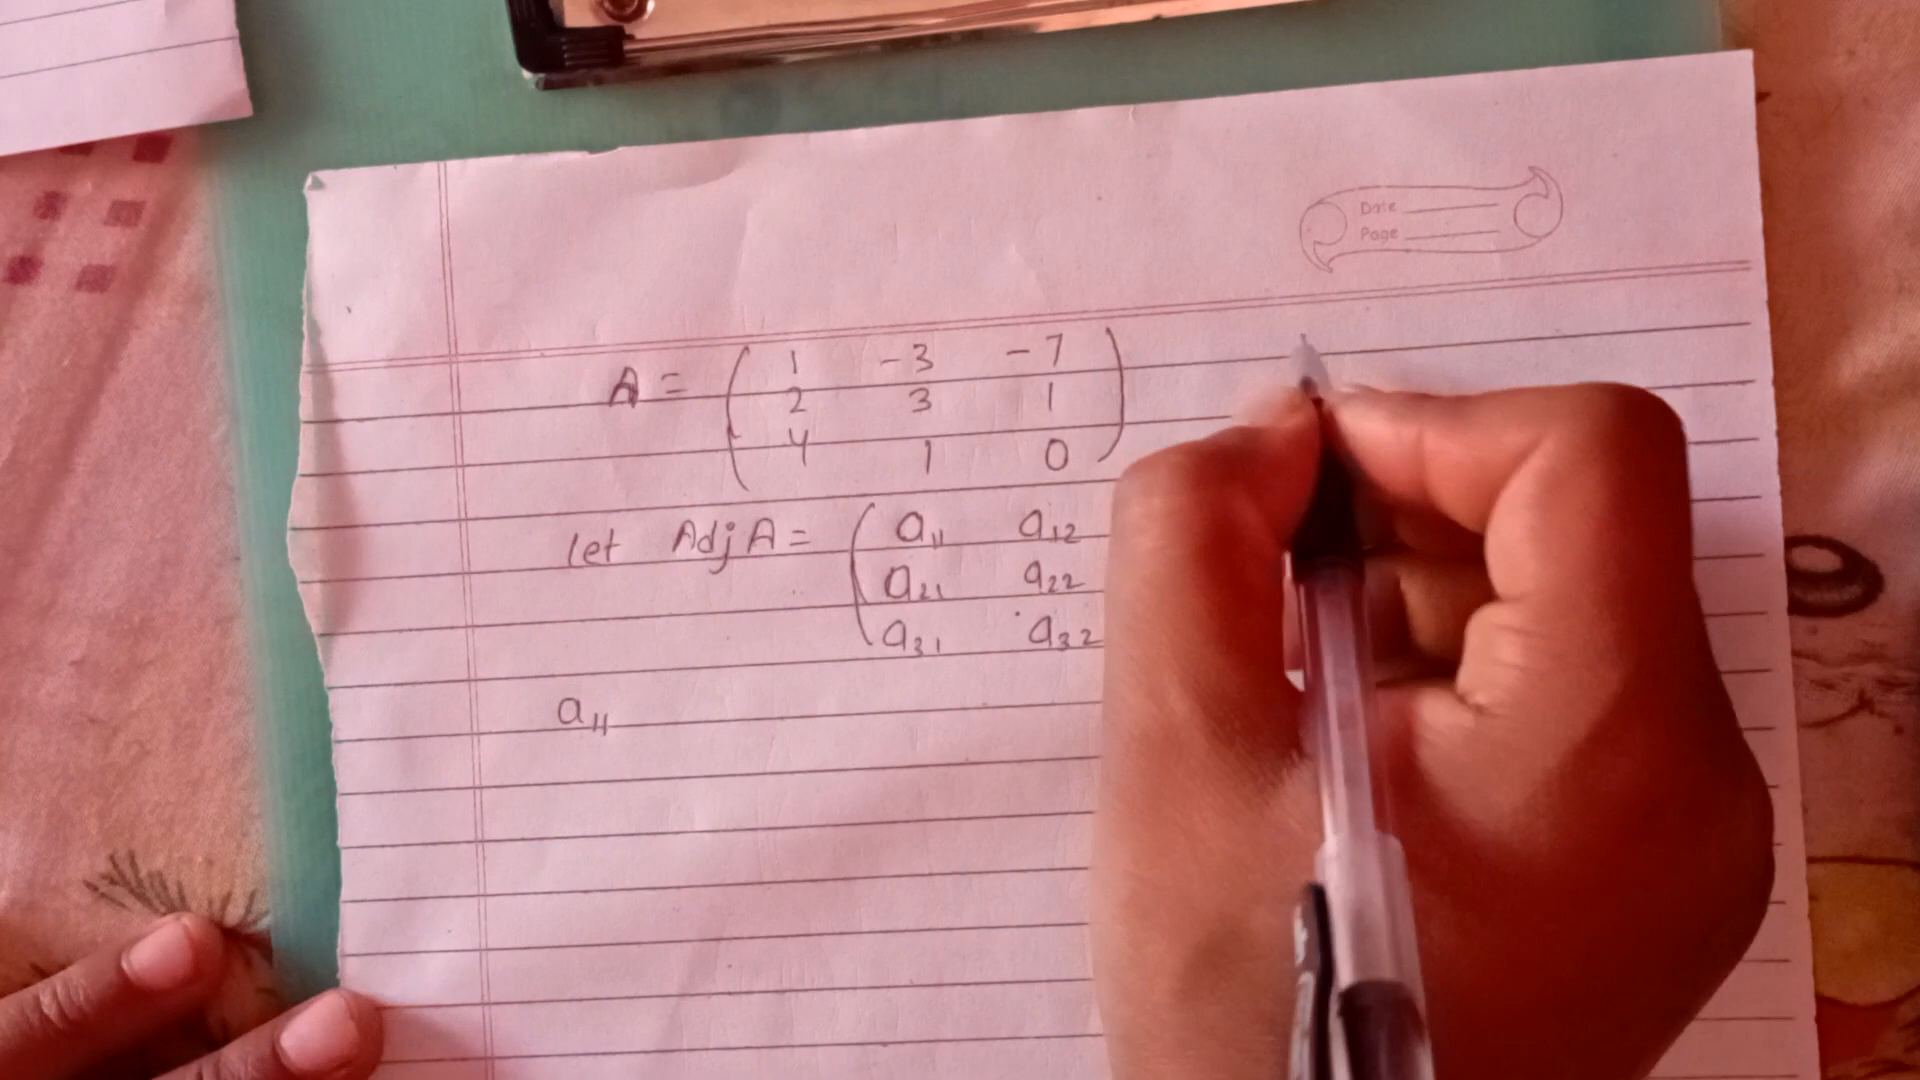 Date
Page
A = ( 1 -3 -7
2 3 1
4 1 0 )
let Adj A = ( a11 a12
a21 a22
a31 a32
a11